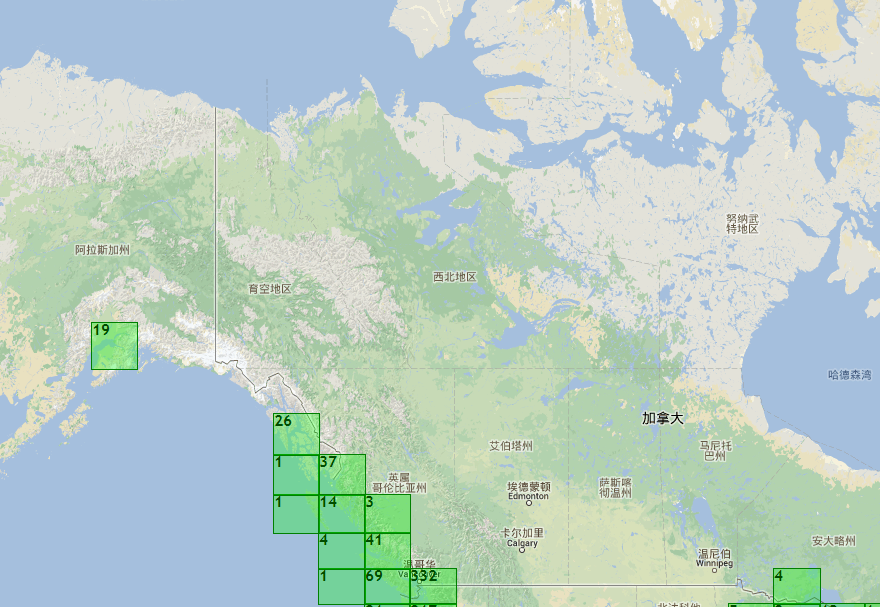 努纳武
特地区
阿拉斯加州
西北地区
育空地区
19
哈德森湾
26
加拿大
艾伯塔州
马尼托
巴州
1
37
英属
哥伦比亚州
萨斯喀
彻温州
埃德蒙顿
Edmonton
1
14
3
卡尔加里
Calgary
安大略州
4
41
温尼伯
Winnipeg
温哥华
1
69
332
4